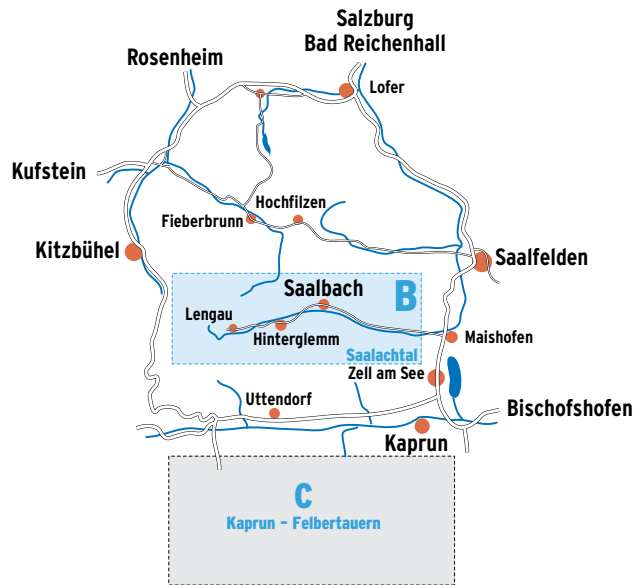 Salzburg
Bad Reichenhall
Rosenheim
Lofer
Kufstein
Hochfilzen
Fieberbrunn
Kitzbühel
Saalfelden
B
Saalbach
Lengau
Hinterglemm
Maishofen
Saalachtal
Zell am See
Uttendorf
Bischofshofen
Kaprun
C
Kaprun – Felbertauern